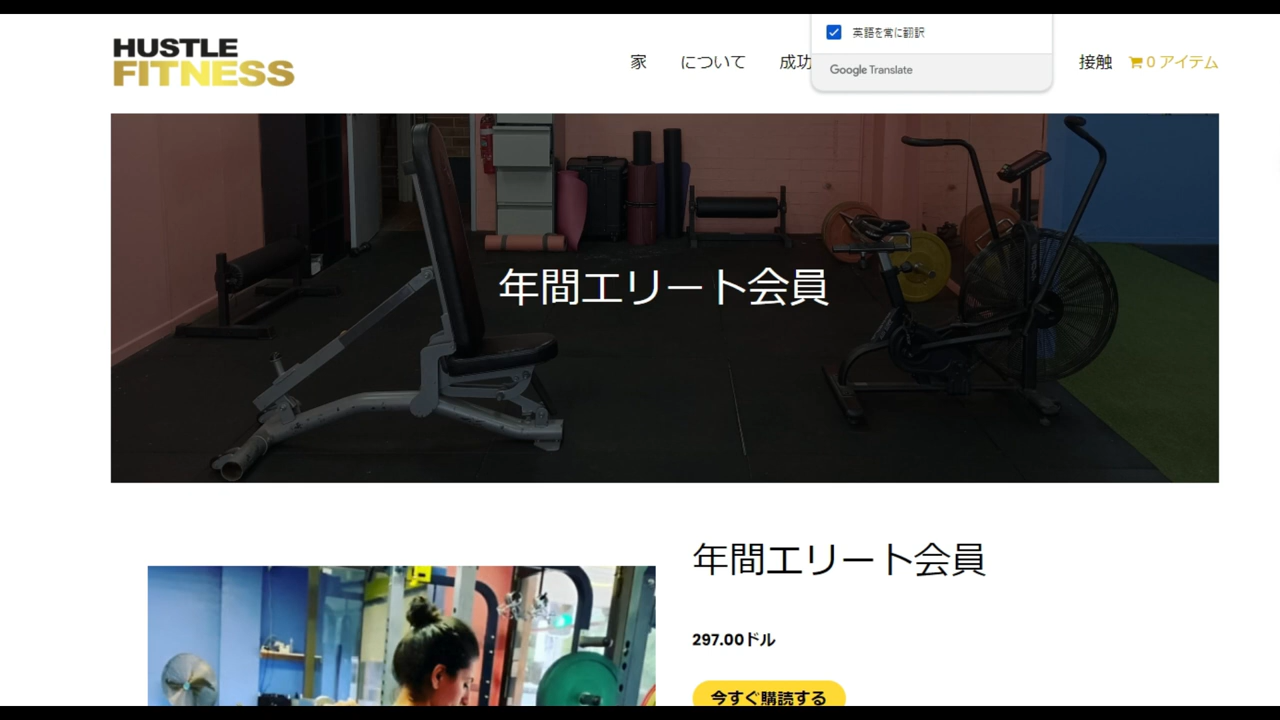 英語を常に翻訳
Google Translate
HUSTLE
FITNESS
家 について 成功 接触 0 アイテム
年間エリート会員
年間エリート会員
297.00ドル
今すぐ購読する